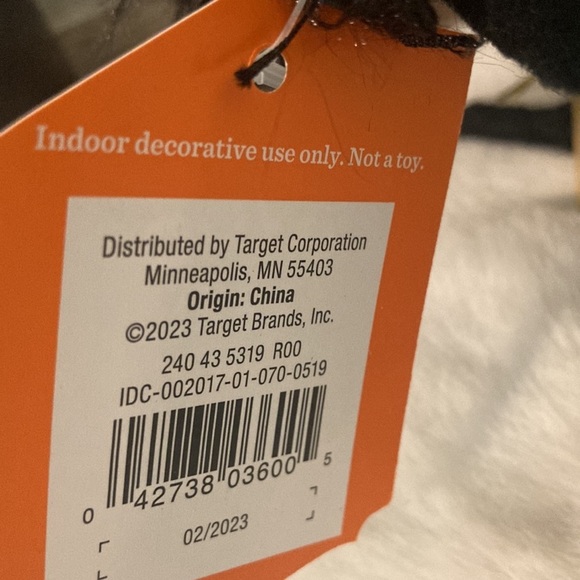 Indoor decorative use only. Not a toy.
Distributed by Target Corporation
Minneapolis, MN 55403
Origin: China
©2023 Target Brands, Inc.
240 43 5319 R00
IDC-002017-01-070-0519
0 42738 03600 5
02/2023